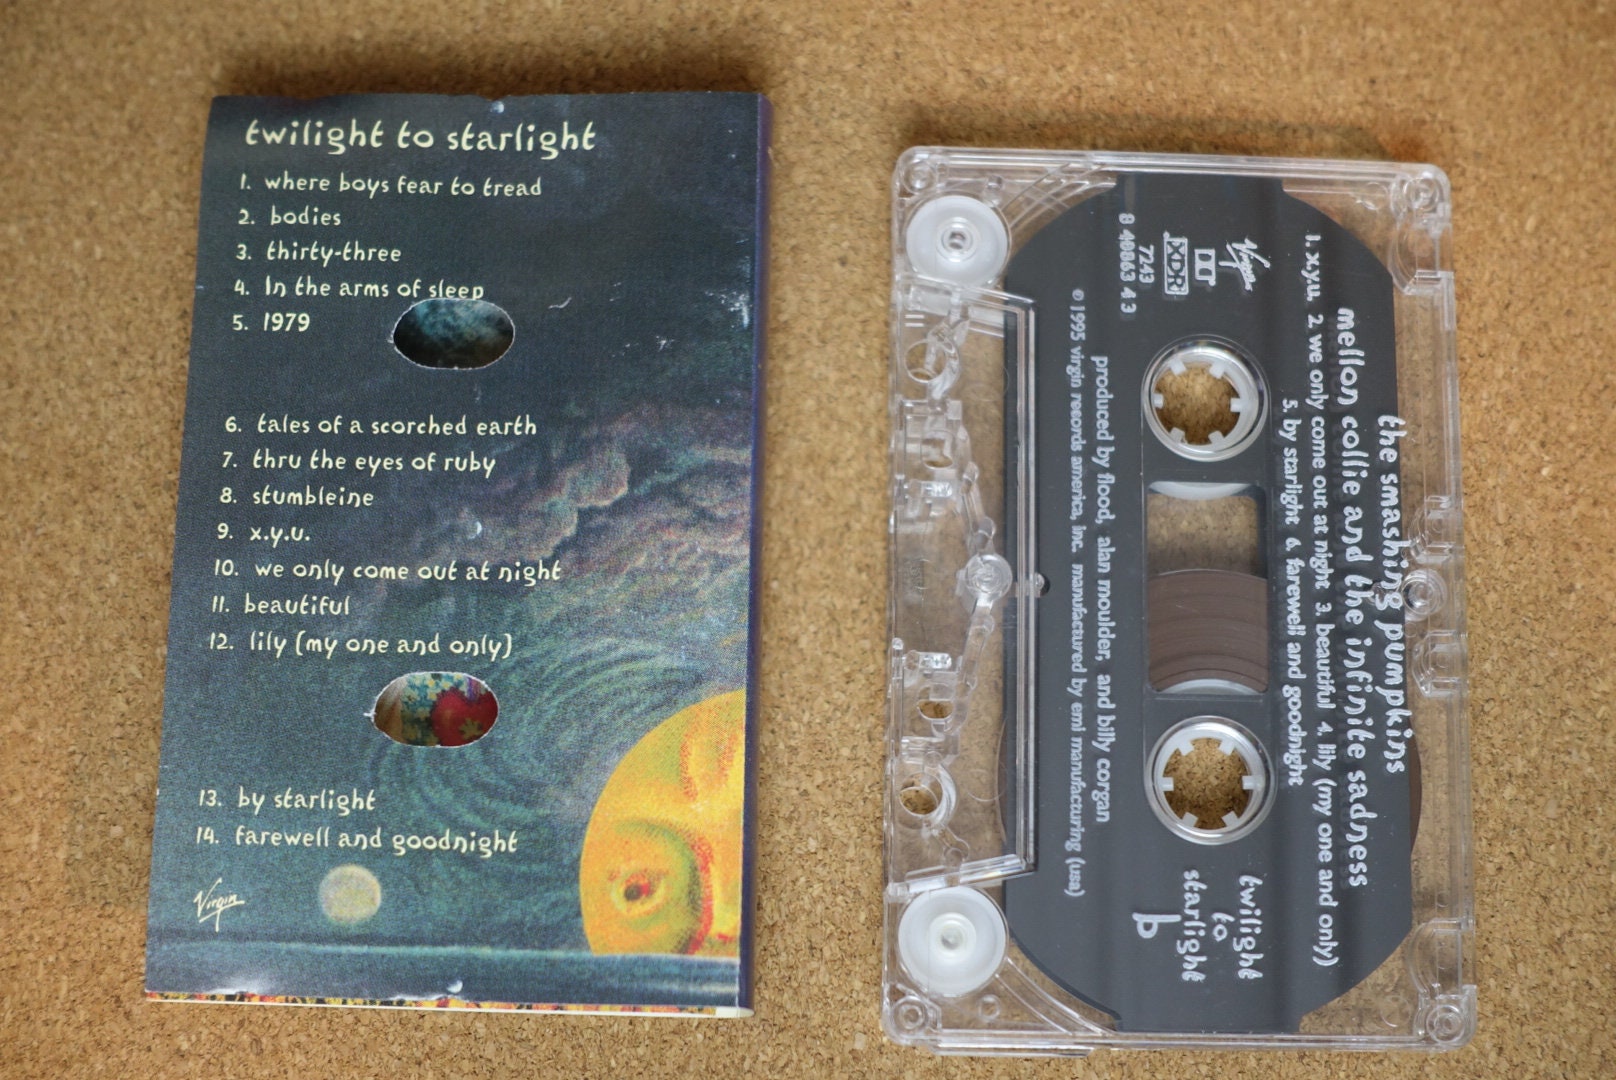 twilight to starlight
1. where boys fear to tread
2. bodies
3. thirty-three
4. In the arms of sleep
5. 1979
6. tales of a scorched earth
7. thru the eyes of ruby
8. stumbleine
9. x.y.u.
10. we only come out at night
11. beautiful
12. lily (my one and only)
13. by starlight
14. farewell and goodnight
Virgin
the smashing pumpkins
mellon collie and the infinite sadness
1. x.y.u. 2. we only come out at night 3. beautiful 4. lily (my one and only)
5. by starlight 6. farewell and goodnight
Virgin
XDR
7243
8 40863 4 3
twilight
to
starlight
b
produced by flood, alan moulder, and billy corgan
℗ 1995 virgin records america, inc. manufactured by emi manufacturing (usa)